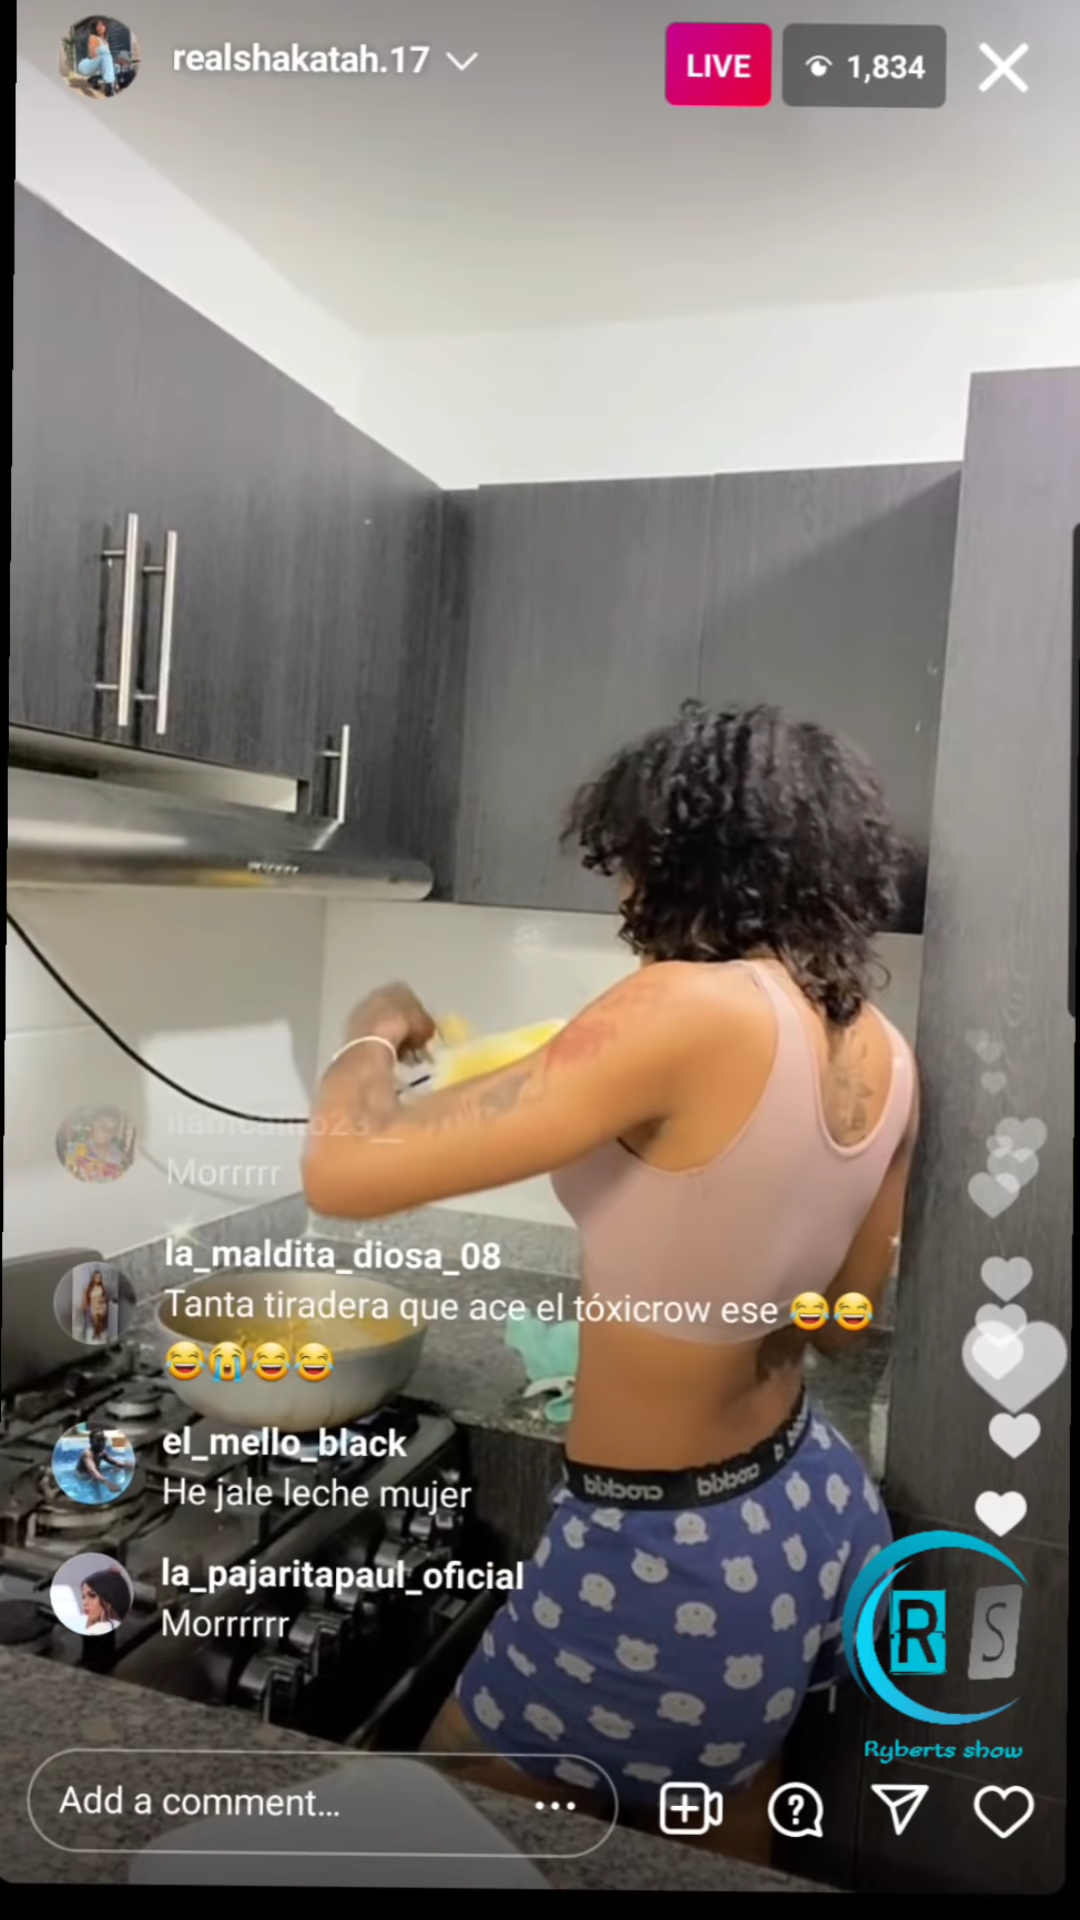 realshakatah.17
LIVE
1,834
Morrrrr
la_maldita_diosa_08
Tanta tiradera que ace el tóxicrow ese 😂😂
😂😭😂😂
el_mello_black
He jale leche mujer
la_pajaritapaul_oficial
Morrrrrr
R S
Ryberts show
Add a comment...